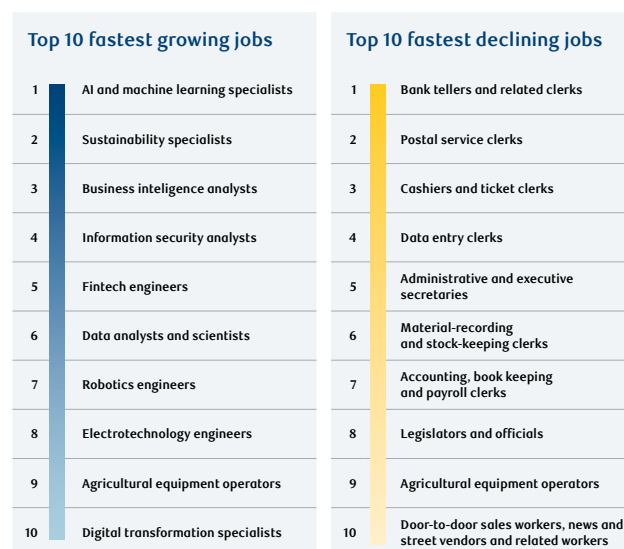 Top 10 fastest growing jobs
1 AI and machine learning specialists
2 Sustainability specialists
3 Business inteligence analysts
4 Information security analysts
5 Fintech engineers
6 Data analysts and scientists
7 Robotics engineers
8 Electrotechnology engineers
9 Agricultural equipment operators
10 Digital transformation specialists
Top 10 fastest declining jobs
1 Bank tellers and related clerks
2 Postal service clerks
3 Cashiers and ticket clerks
4 Data entry clerks
5 Administrative and executive
secretaries
6 Material-recording
and stock-keeping clerks
7 Accounting, book keeping
and payroll clerks
8 Legislators and officials
9 Agricultural equipment operators
10 Door-to-door sales workers, news and
street vendors and related workers